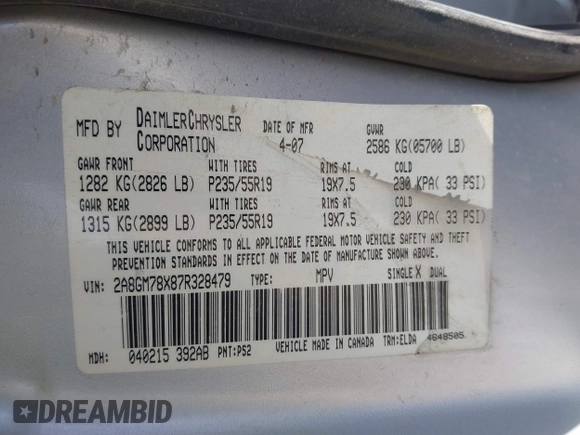 MFD BY DAIMLERCHRYSLER CORPORATION DATE OF MFR 4-07 GVWR 2586 KG(05700 LB)
GAWR FRONT WITH TIRES RIMS AT COLD
1282 KG(2826 LB) P235/55R19 19X7.5 230 KPA( 33 PSI)
GAWR REAR WITH TIRES RIMS AT COLD
1315 KG(2899 LB) P235/55R19 19X7.5 230 KPA( 33 PSI)
THIS VEHICLE CONFORMS TO ALL APPLICABLE FEDERAL MOTOR VEHICLE SAFETY AND THEFT
PREVENTION STANDARDS IN EFFECT ON THE DATE OF MANUFACTURE SHOWN ABOVE.
VIN: 2A8GM78X87R328479 TYPE: MPV SINGLE X DUAL
MDH: 040215 392AB PNT: PS2 VEHICLE MADE IN CANADA TRM: ELDA 4648505
DREAMBID